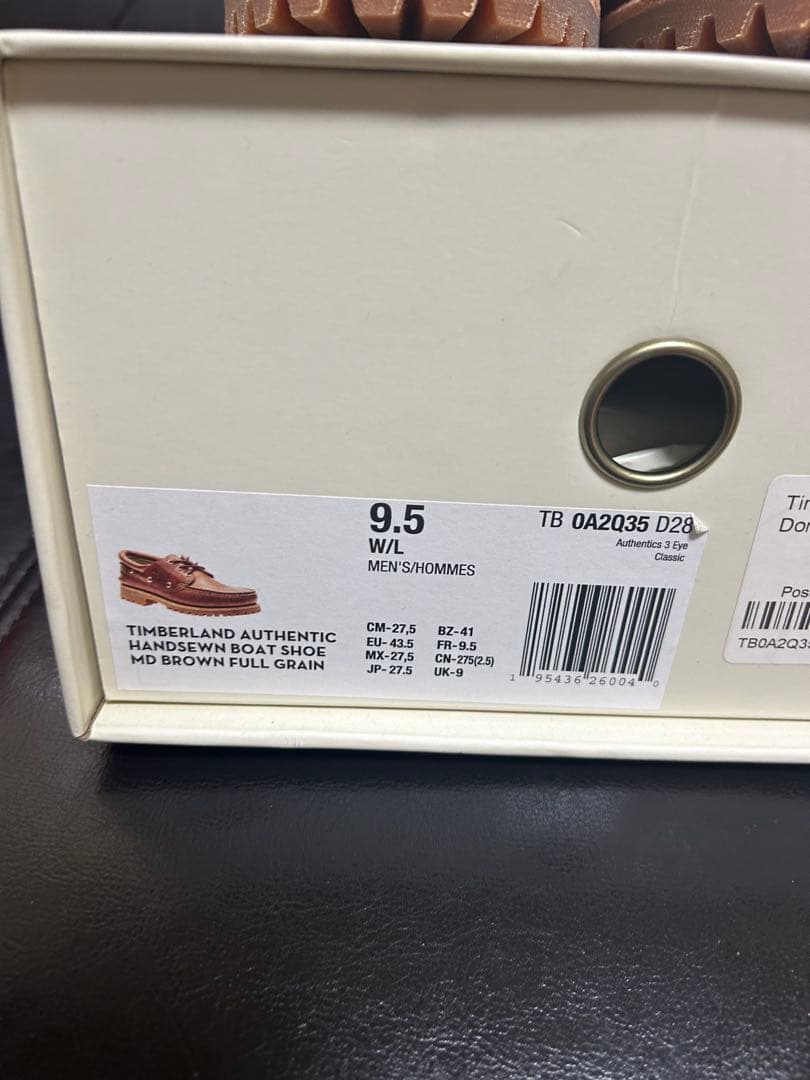 9.5
W/L
MEN'S/HOMMES
TB 0A2Q35 D28
Authentics 3 Eye
Classic
TIMBERLAND AUTHENTIC
HANDSEWN BOAT SHOE
MD BROWN FULL GRAIN
CM-27,5 BZ-41
EU-43.5 FR-9.5
MX-27,5 CN-275(2.5)
JP-27.5 UK-9
1 95436 26004 0